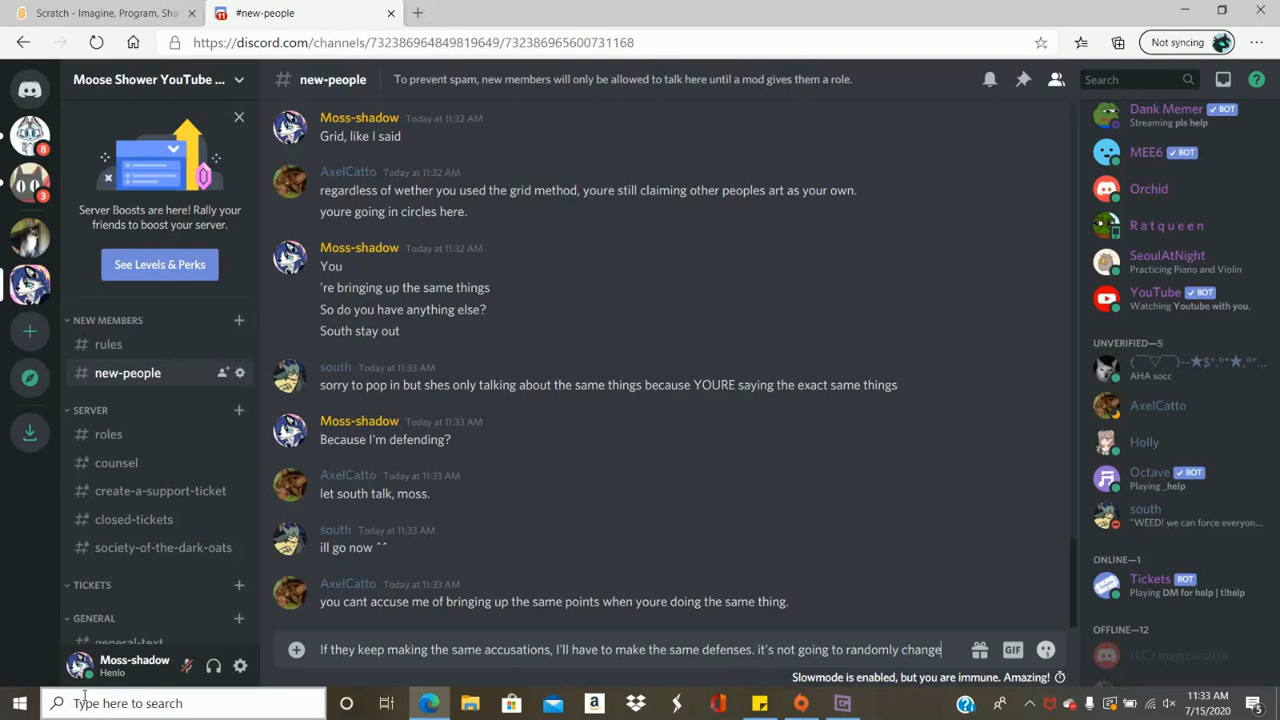 Scratch - Imagine, Program, Sha
#new-people
https://discord.com/channels/732386964849819649/732386965600731168
Not syncing
Moose Shower YouTube ...
# new-people
To prevent spam, new members will only be allowed to talk here until a mod gives them a role.
Search
8
3
Server Boosts are here! Rally your
friends to boost your server.
See Levels & Perks
NEW MEMBERS
# rules
# new-people
SERVER
# roles
# counsel
# create-a-support-ticket
# closed-tickets
# society-of-the-dark-oats
TICKETS
GENERAL
# general-text
Moss-shadow
Henlo
Moss-shadow Today at 11:32 AM
Grid, like I said
AxelCatto Today at 11:32 AM
regardless of wether you used the grid method, youre still claiming other peoples art as your own.
youre going in circles here.
Moss-shadow Today at 11:32 AM
You
're bringing up the same things
So do you have anything else?
South stay out
south Today at 11:33 AM
sorry to pop in but shes only talking about the same things because YOURE saying the exact same things
Moss-shadow Today at 11:33 AM
Because I'm defending?
AxelCatto Today at 11:33 AM
let south talk, moss.
south Today at 11:33 AM
ill go now ^^
AxelCatto Today at 11:33 AM
you cant accuse me of bringing up the same points when youre doing the same thing.
If they keep making the same accusations, I'll have to make the same defenses. it's not going to randomly change
GIF
Slowmode is enabled, but you are immune. Amazing!
Dank Memer BOT
Streaming pls help
MEE6 BOT
Orchid
R a t q u e e n
SeoulAtNight
Practicing Piano and Violin
YouTube BOT
Watching Youtube with you.
UNVERIFIED—5
AHA socc
AxelCatto
Holly
Octave BOT
Playing _help
south
"WEED! we can force everyon...
ONLINE—1
Tickets BOT
Playing DM for help | t!help
OFFLINE—12
Type here to search
11:33 AM
7/15/2020
5